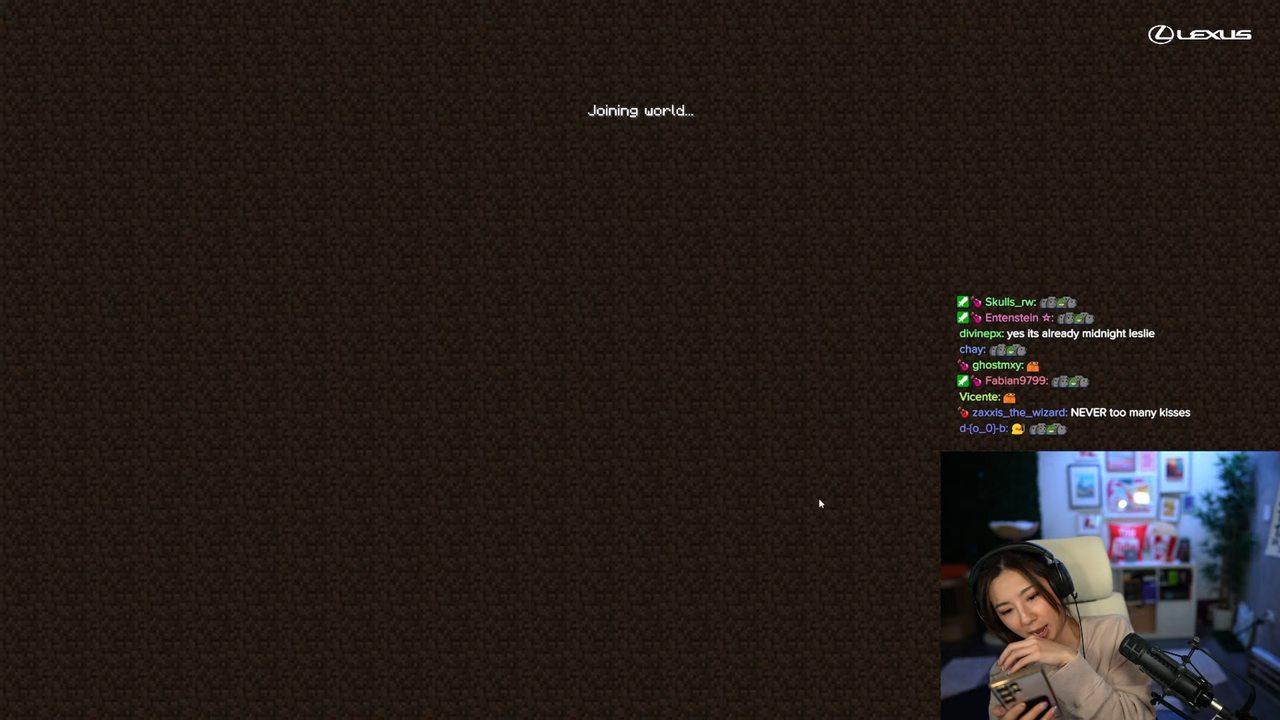 LEXUS
Joining world...
Skulls_rw:
Entenstein ☆:
divinepx: yes its already midnight leslie
chay:
ghostmxy:
Fabian9799:
Vicente:
zaxxis_the_wizard: NEVER too many kisses
d-{o_0}-b: